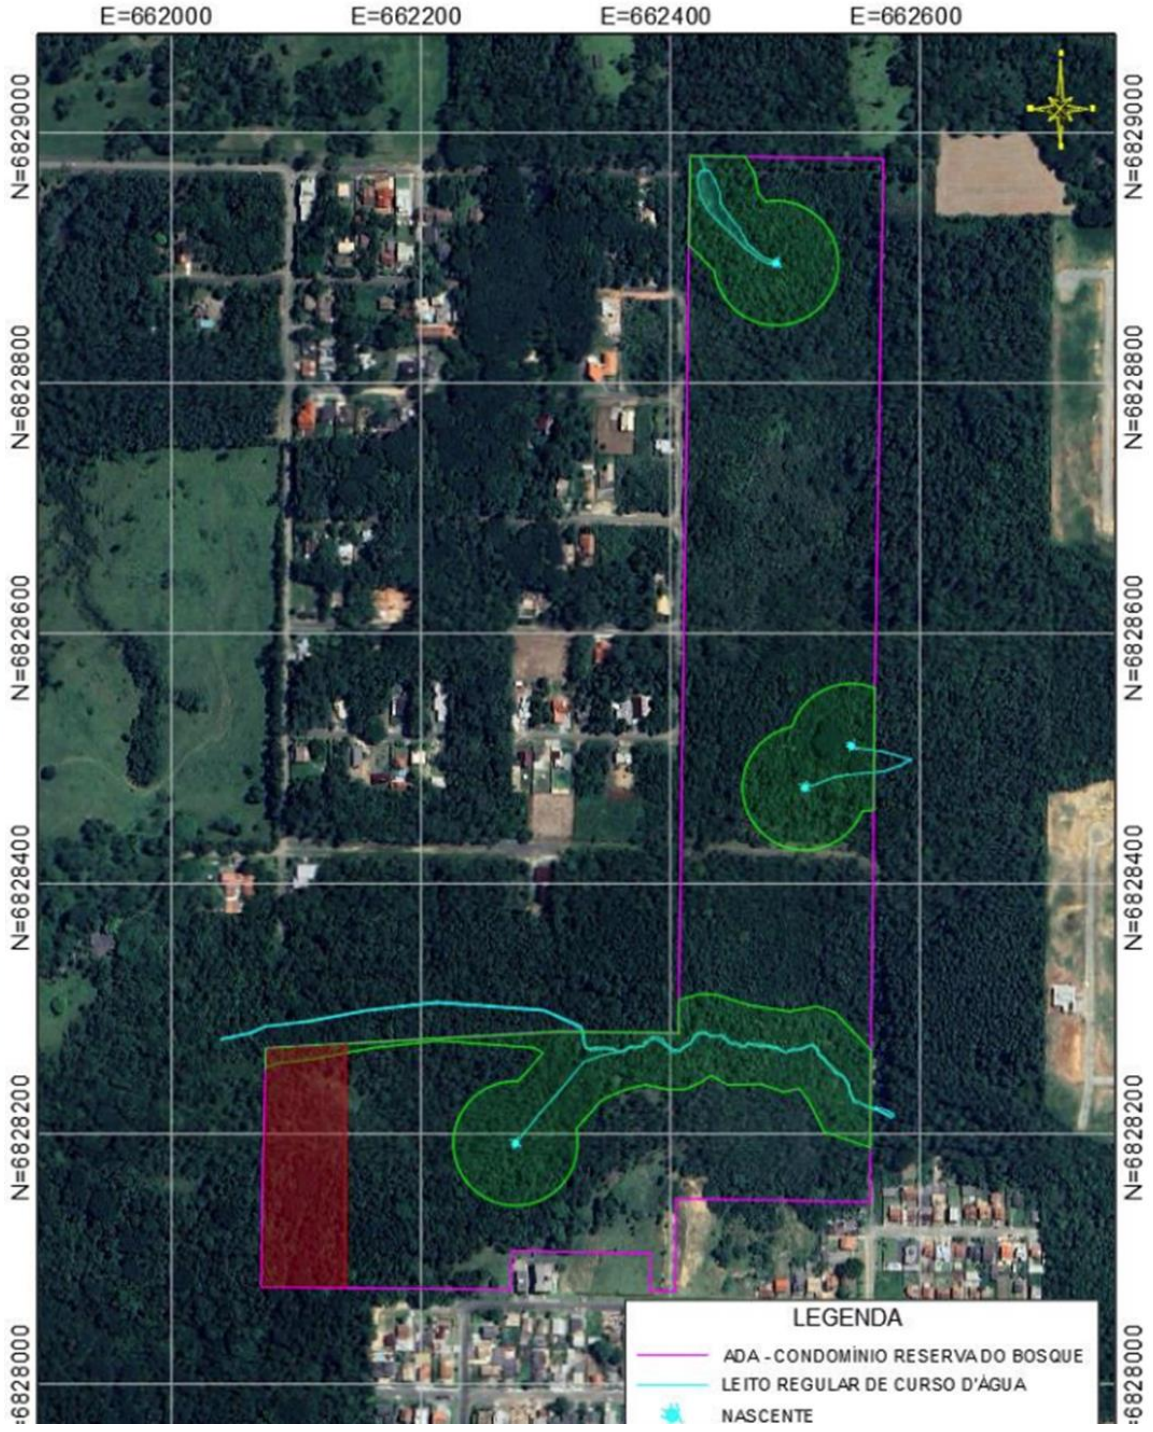 E=662000 E=662200 E=662400 E=662600
N=6829000 N=6829000
N=6828800 N=6828800
N=6828600 N=6828600
N=6828400 N=6828400
N=6828200 N=6828200
=6828000 N=6828000
LEGENDA
ADA - CONDOMÍNIO RESERVA DO BOSQUE
LEITO REGULAR DE CURSO D'ÁGUA
NASCENTE